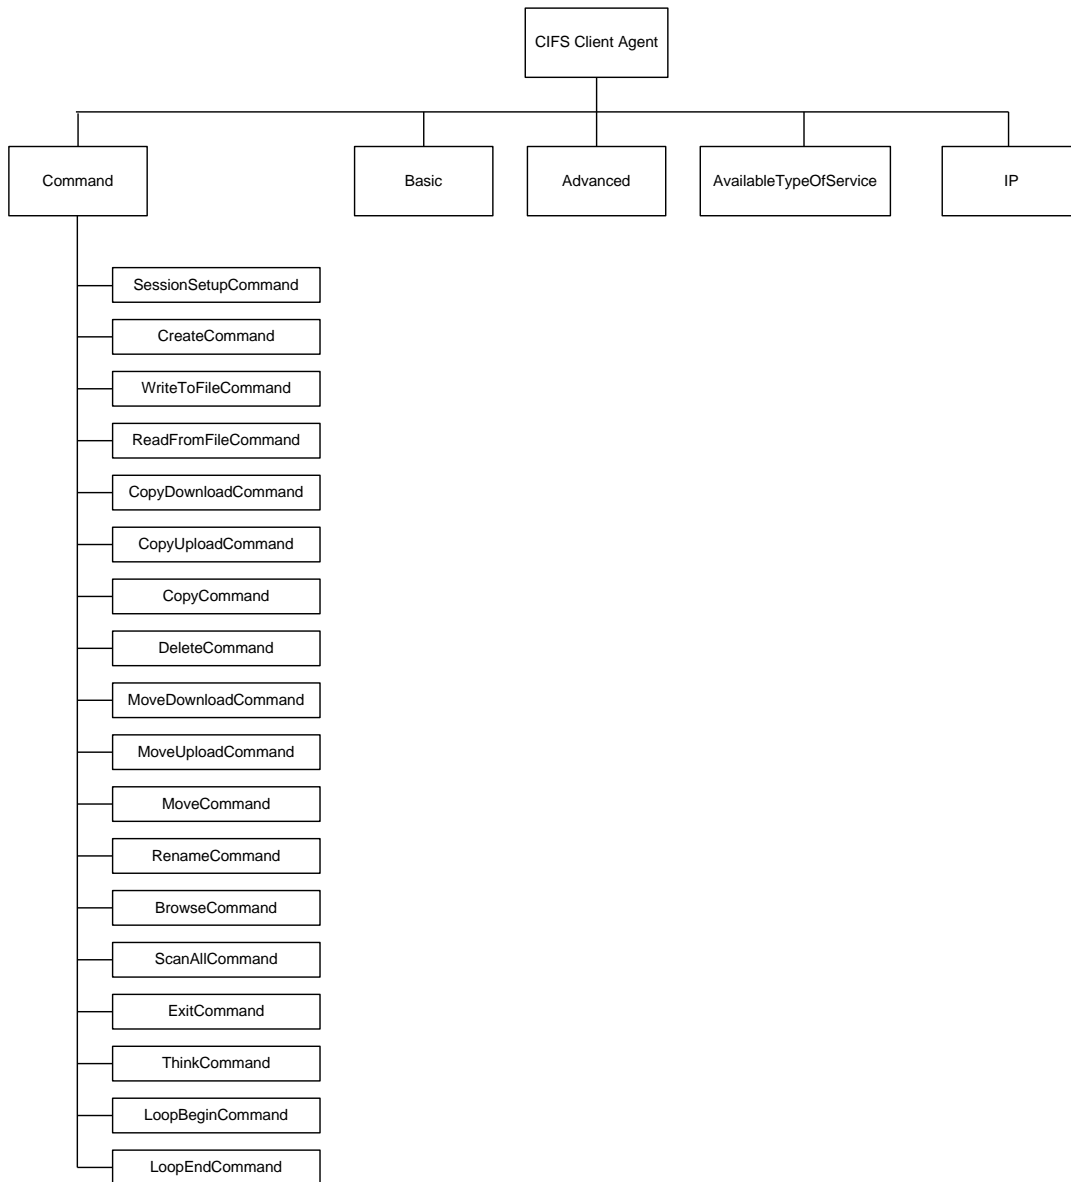 CIFS Client Agent
Command
Basic
Advanced
AvailableTypeOfService
IP
SessionSetupCommand
CreateCommand
WriteToFileCommand
ReadFromFileCommand
CopyDownloadCommand
CopyUploadCommand
CopyCommand
DeleteCommand
MoveDownloadCommand
MoveUploadCommand
MoveCommand
RenameCommand
BrowseCommand
ScanAllCommand
ExitCommand
ThinkCommand
LoopBeginCommand
LoopEndCommand